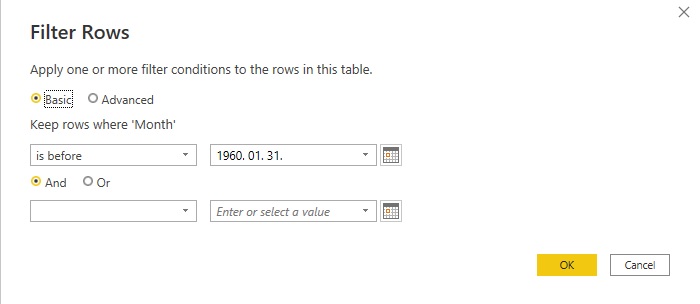 Filter Rows
Apply one or more filter conditions to the rows in this table.
Basic Advanced
Keep rows where 'Month'
is before 1960. 01. 31.
And Or
Enter or select a value
OK Cancel